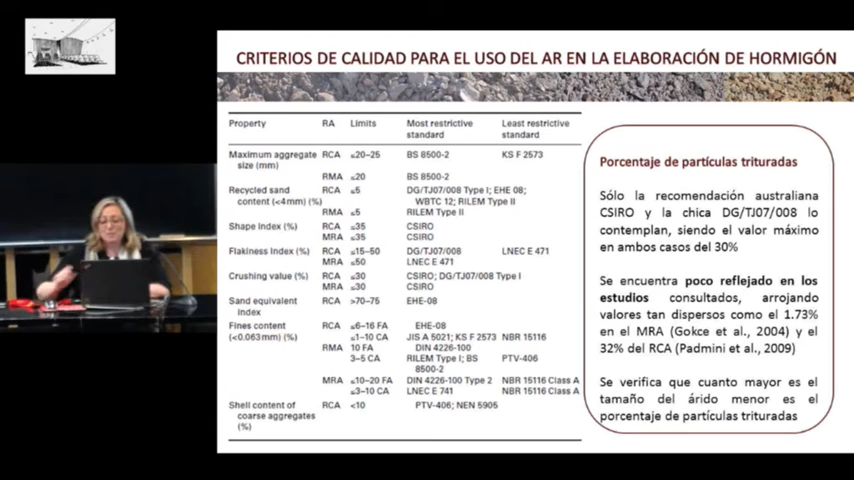 CRITERIOS DE CALIDAD PARA EL USO DEL AR EN LA ELABORACIÓN DE HORMIGÓN
Property RA Limits Most restrictive standard Least restrictive standard
Maximum aggregate size (mm) RCA ≤20–25 BS 8500-2 KS F 2573
RMA ≤20 BS 8500-2
Recycled sand content (<4mm) (%) RCA ≤5 DG/TJ07/008 Type I; EHE 08; WBTC 12; RILEM Type II
RMA ≤5 RILEM Type II
Shape Index (%) RCA ≤35 CSIRO
MRA ≤35 CSIRO
Flakiness Index (%) RCA ≤15–50 DG/TJ07/008 LNEC E 471
MRA ≤50 LNEC E 471
Crushing value (%) RCA ≤30 CSIRO; DG/TJ07/008 Type I
MRA ≤30 CSIRO
Sand equivalent index RCA >70–75 EHE-08
Fines content (<0.063mm) (%) RCA ≤6–16 FA EHE-08
≤1–10 CA JIS A 5021; KS F 2573 NBR 15116
RMA 10 FA DIN 4226-100
3–5 CA RILEM Type I; BS 8500-2 PTV-406
MRA ≤10–20 FA DIN 4226-100 Type 2 NBR 15116 Class A
≤3–10 CA LNEC E 741 NBR 15116 Class A
Shell content of coarse aggregates (%) RCA <10 PTV-406; NEN 5905
Porcentaje de partículas trituradas
Sólo la recomendación australiana
CSIRO y la chica DG/TJ07/008 lo
contemplan, siendo el valor máximo
en ambos casos del 30%
Se encuentra poco reflejado en los
estudios consultados, arrojando
valores tan dispersos como el 1.73%
en el MRA (Gokce et al., 2004) y el
32% del RCA (Padmini et al., 2009)
Se verifica que cuanto mayor es el
tamaño del árido menor es el
porcentaje de partículas trituradas